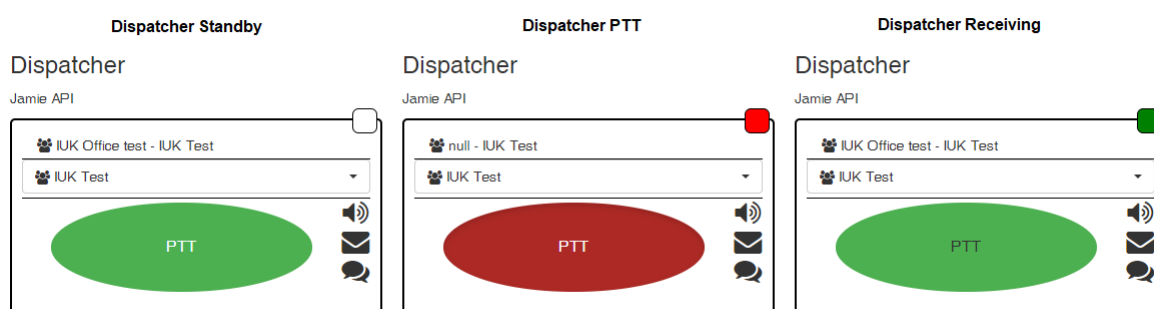 Dispatcher Standby
Dispatcher
Jamie API
IUK Office test - IUK Test
IUK Test
PTT
Dispatcher PTT
Dispatcher
Jamie API
null - IUK Test
IUK Test
PTT
Dispatcher Receiving
Dispatcher
Jamie API
IUK Office test - IUK Test
IUK Test
PTT